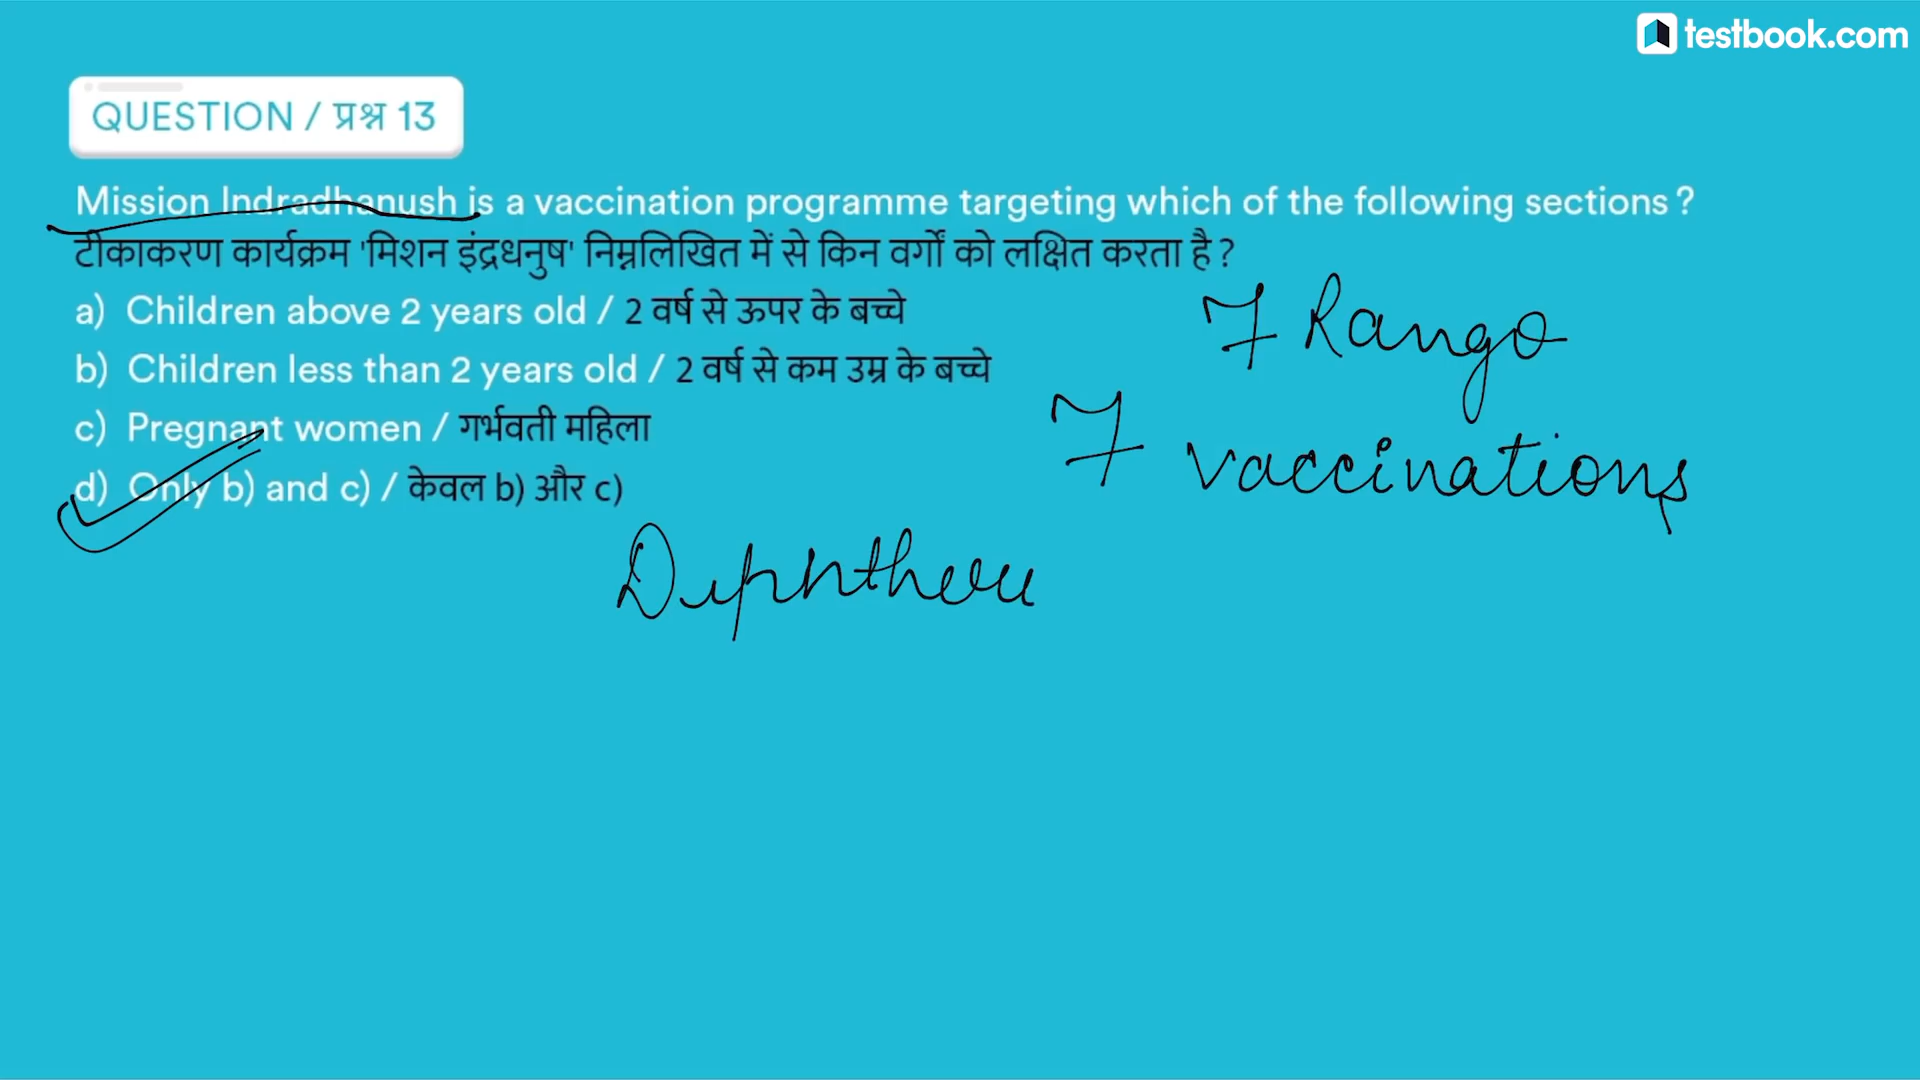 testbook.com
QUESTION / प्रश्न 13
Mission Indradhanush is a vaccination programme targeting which of the following sections?
टीकाकरण कार्यक्रम 'मिशन इंद्रधनुष' निम्नलिखित में से किन वर्गों को लक्षित करता है?
a) Children above 2 years old / 2 वर्ष से ऊपर के बच्चे
b) Children less than 2 years old / 2 वर्ष से कम उम्र के बच्चे
c) Pregnant women / गर्भवती महिला
d) Only b) and c) / केवल b) और c)
7 Rango
7 vaccinations